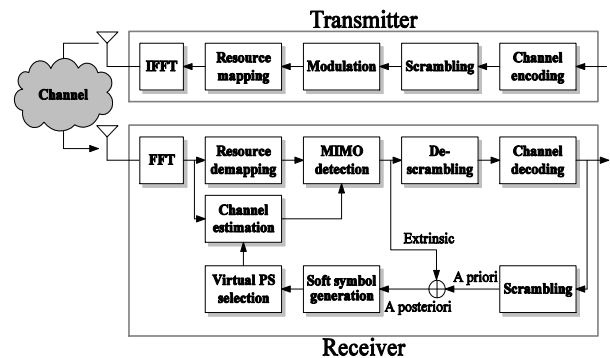 Transmitter
IFFT
Resource
mapping
Modulation
Scrambling
Channel
encoding
Channel
FFT
Resource
demapping
MIMO
detection
De-
scrambling
Channel
decoding
Channel
estimation
Extrinsic
Virtual PS
selection
Soft symbol
generation
A priori
A posteriori
Scrambling
Receiver